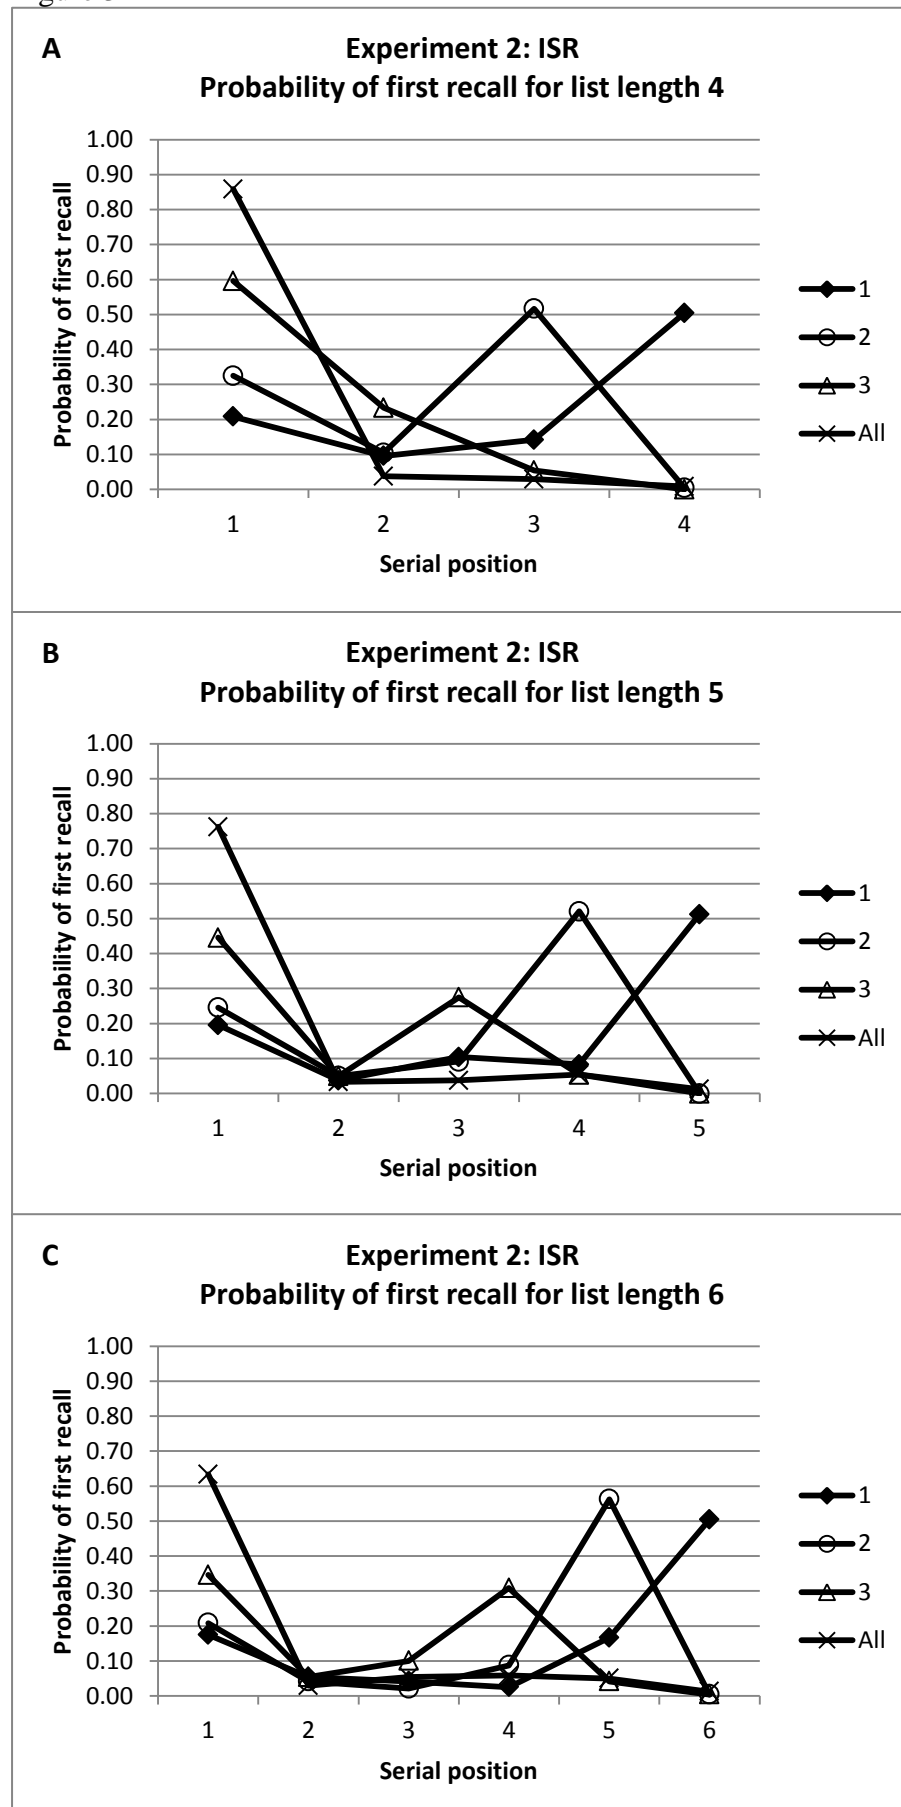 A
Experiment 2: ISR
Probability of first recall for list length 4
Probability of first recall
1.00
0.90
0.80
0.70
0.60
0.50
0.40
0.30
0.20
0.10
0.00
1 2 3 4
Serial position
1
2
3
All
B
Experiment 2: ISR
Probability of first recall for list length 5
Probability of first recall
1.00
0.90
0.80
0.70
0.60
0.50
0.40
0.30
0.20
0.10
0.00
1 2 3 4 5
Serial position
1
2
3
All
C
Experiment 2: ISR
Probability of first recall for list length 6
Probability of first recall
1.00
0.90
0.80
0.70
0.60
0.50
0.40
0.30
0.20
0.10
0.00
1 2 3 4 5 6
Serial position
1
2
3
All